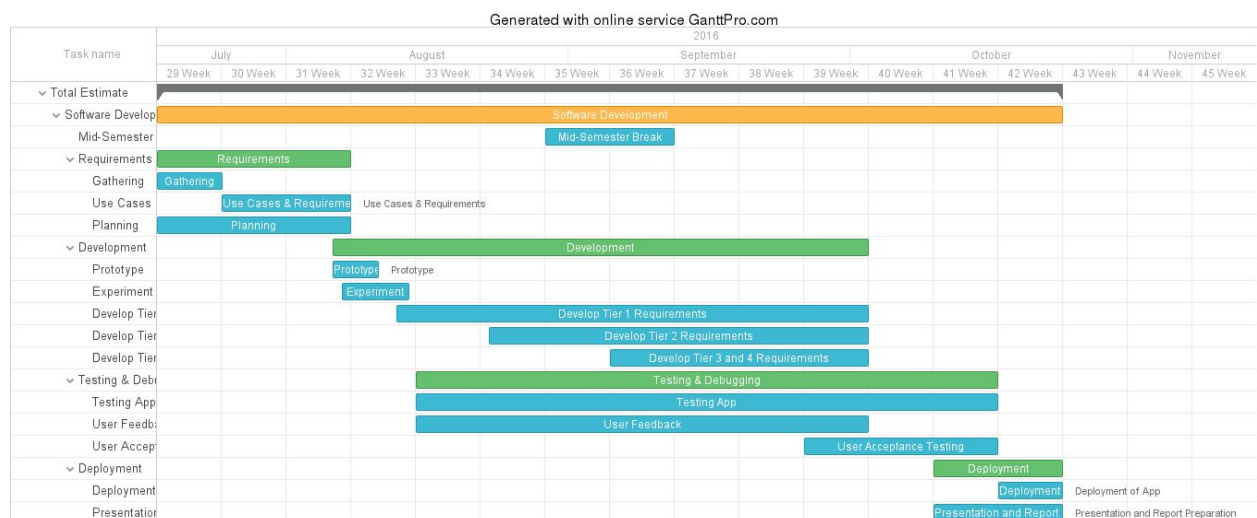 Generated with online service GanttPro.com
Task name
2016
July August September October November
29 Week 30 Week 31 Week 32 Week 33 Week 34 Week 35 Week 36 Week 37 Week 38 Week 39 Week 40 Week 41 Week 42 Week 43 Week 44 Week 45 Week
Total Estimate
Software Develop Software Development
Mid-Semester Mid-Semester Break
Requirements Requirements
Gathering Gathering
Use Cases Use Cases & Requireme Use Cases & Requirements
Planning Planning
Development Development
Prototype Prototype Prototype
Experiment Experiment
Develop Tier Develop Tier 1 Requirements
Develop Tier Develop Tier 2 Requirements
Develop Tier Develop Tier 3 and 4 Requirements
Testing & Debu Testing & Debugging
Testing App Testing App
User Feedba User Feedback
User Accept User Acceptance Testing
Deployment Deployment
Deployment Deployment Deployment of App
Presentation Presentation and Report Presentation and Report Preparation